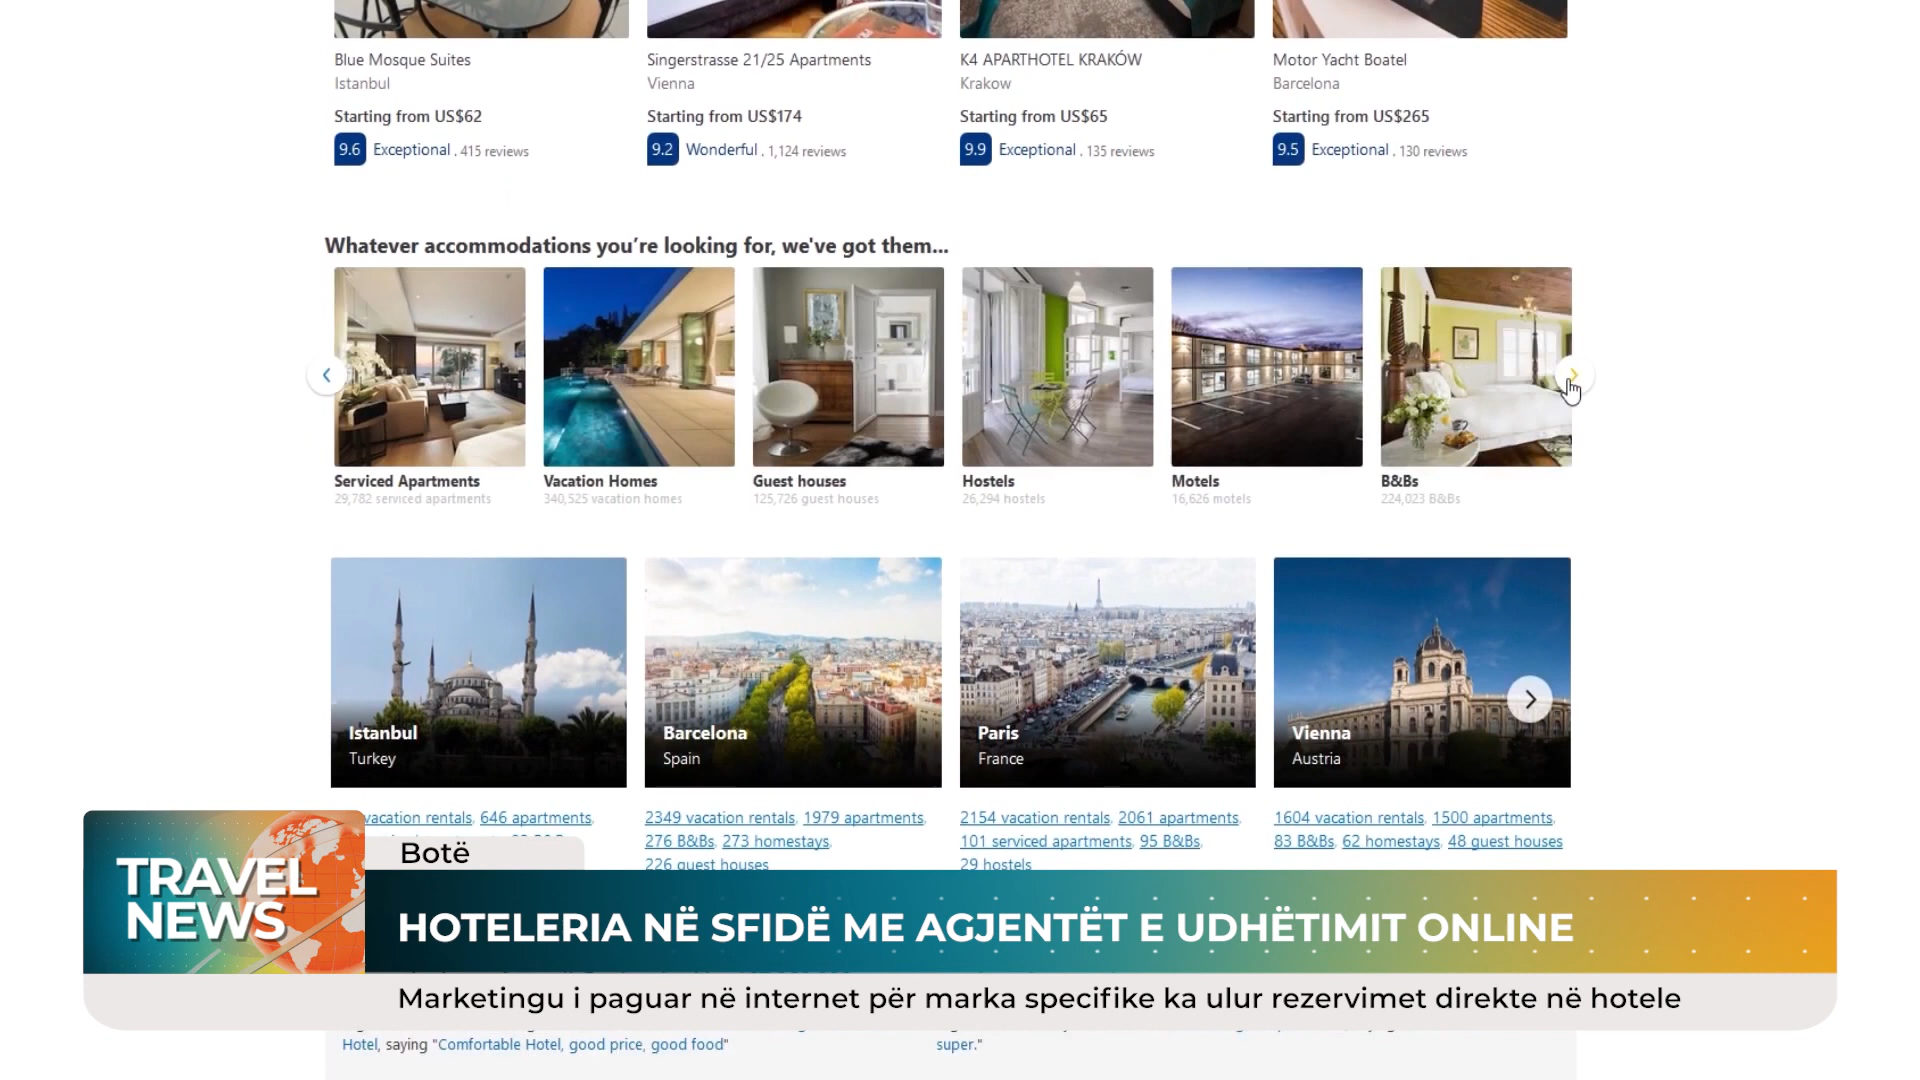 Blue Mosque Suites
Istanbul
Starting from US$62
9.6 Exceptional . 415 reviews
Singerstrasse 21/25 Apartments
Vienna
Starting from US$174
9.2 Wonderful . 1,124 reviews
K4 APARTHOTEL KRAKÓW
Krakow
Starting from US$65
9.9 Exceptional . 135 reviews
Motor Yacht Boatel
Barcelona
Starting from US$265
9.5 Exceptional . 130 reviews
Whatever accommodations you’re looking for, we've got them...
Serviced Apartments
29,782 serviced apartments
Vacation Homes
340,525 vacation homes
Guest houses
125,726 guest houses
Hostels
26,294 hostels
Motels
16,626 motels
B&Bs
224,023 B&Bs
Istanbul
Turkey
Barcelona
Spain
Paris
France
Vienna
Austria
vacation rentals, 646 apartments,
2349 vacation rentals, 1979 apartments,
276 B&Bs, 273 homestays,
226 guest houses
2154 vacation rentals, 2061 apartments,
101 serviced apartments, 95 B&Bs,
29 hostels
1604 vacation rentals, 1500 apartments,
83 B&Bs, 62 homestays, 48 guest houses
TRAVEL
NEWS
Botë
HOTELERIA NË SFIDË ME AGJENTËT E UDHËTIMIT ONLINE
Marketingu i paguar në internet për marka specifike ka ulur rezervimet direkte në hotele
Hotel, saying "Comfortable Hotel, good price, good food"
super."